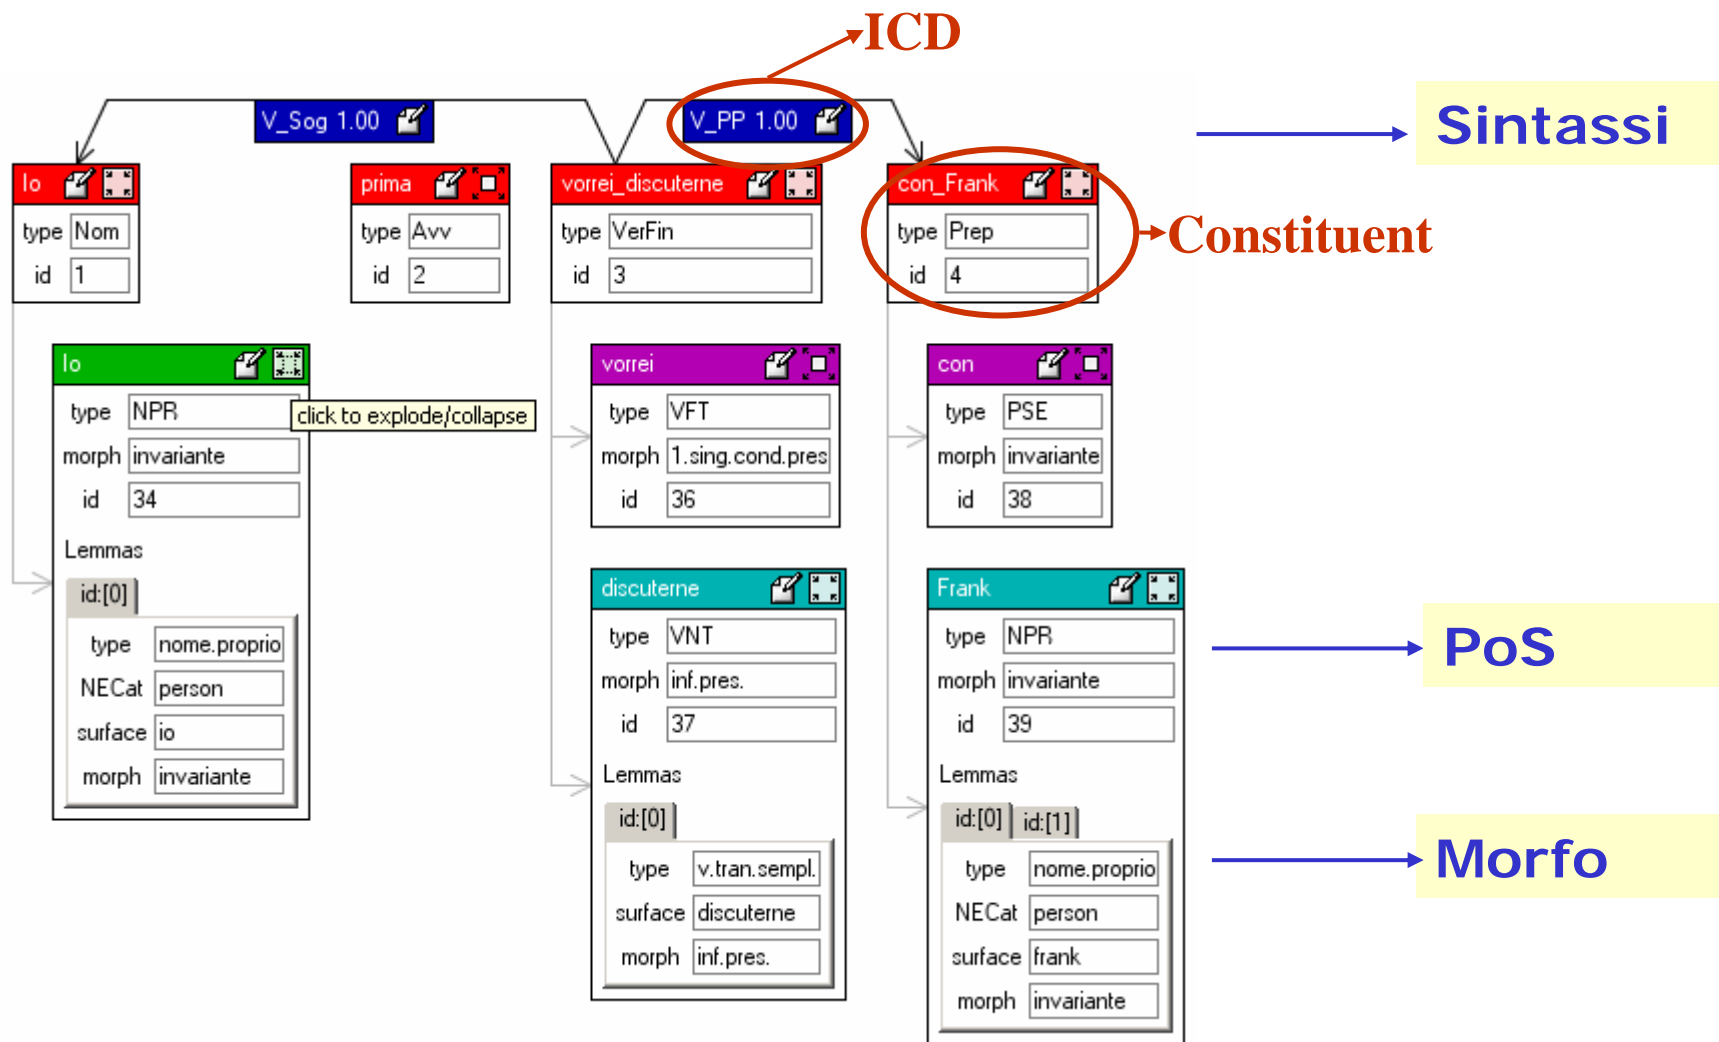 ICD
V_Sog 1.00
V_PP 1.00
Sintassi
Io
type Nom
id 1
prima
type Avv
id 2
vorrei_discuterne
type VerFin
id 3
con_Frank
type Prep
id 4
Constituent
Io
type NPR
morph invariante
id 34
Lemmas
id:[0]
type nome.proprio
NECat person
surface io
morph invariante
click to explode/collapse
vorrei
type VFT
morph 1.sing.cond.pres
id 36
con
type PSE
morph invariante
id 38
discuterne
type VNT
morph inf.pres.
id 37
Lemmas
id:[0]
type v.tran.sempl.
surface discuterne
morph inf.pres.
Frank
type NPR
morph invariante
id 39
Lemmas
id:[0] id:[1]
type nome.proprio
NECat person
surface frank
morph invariante
PoS
Morfo